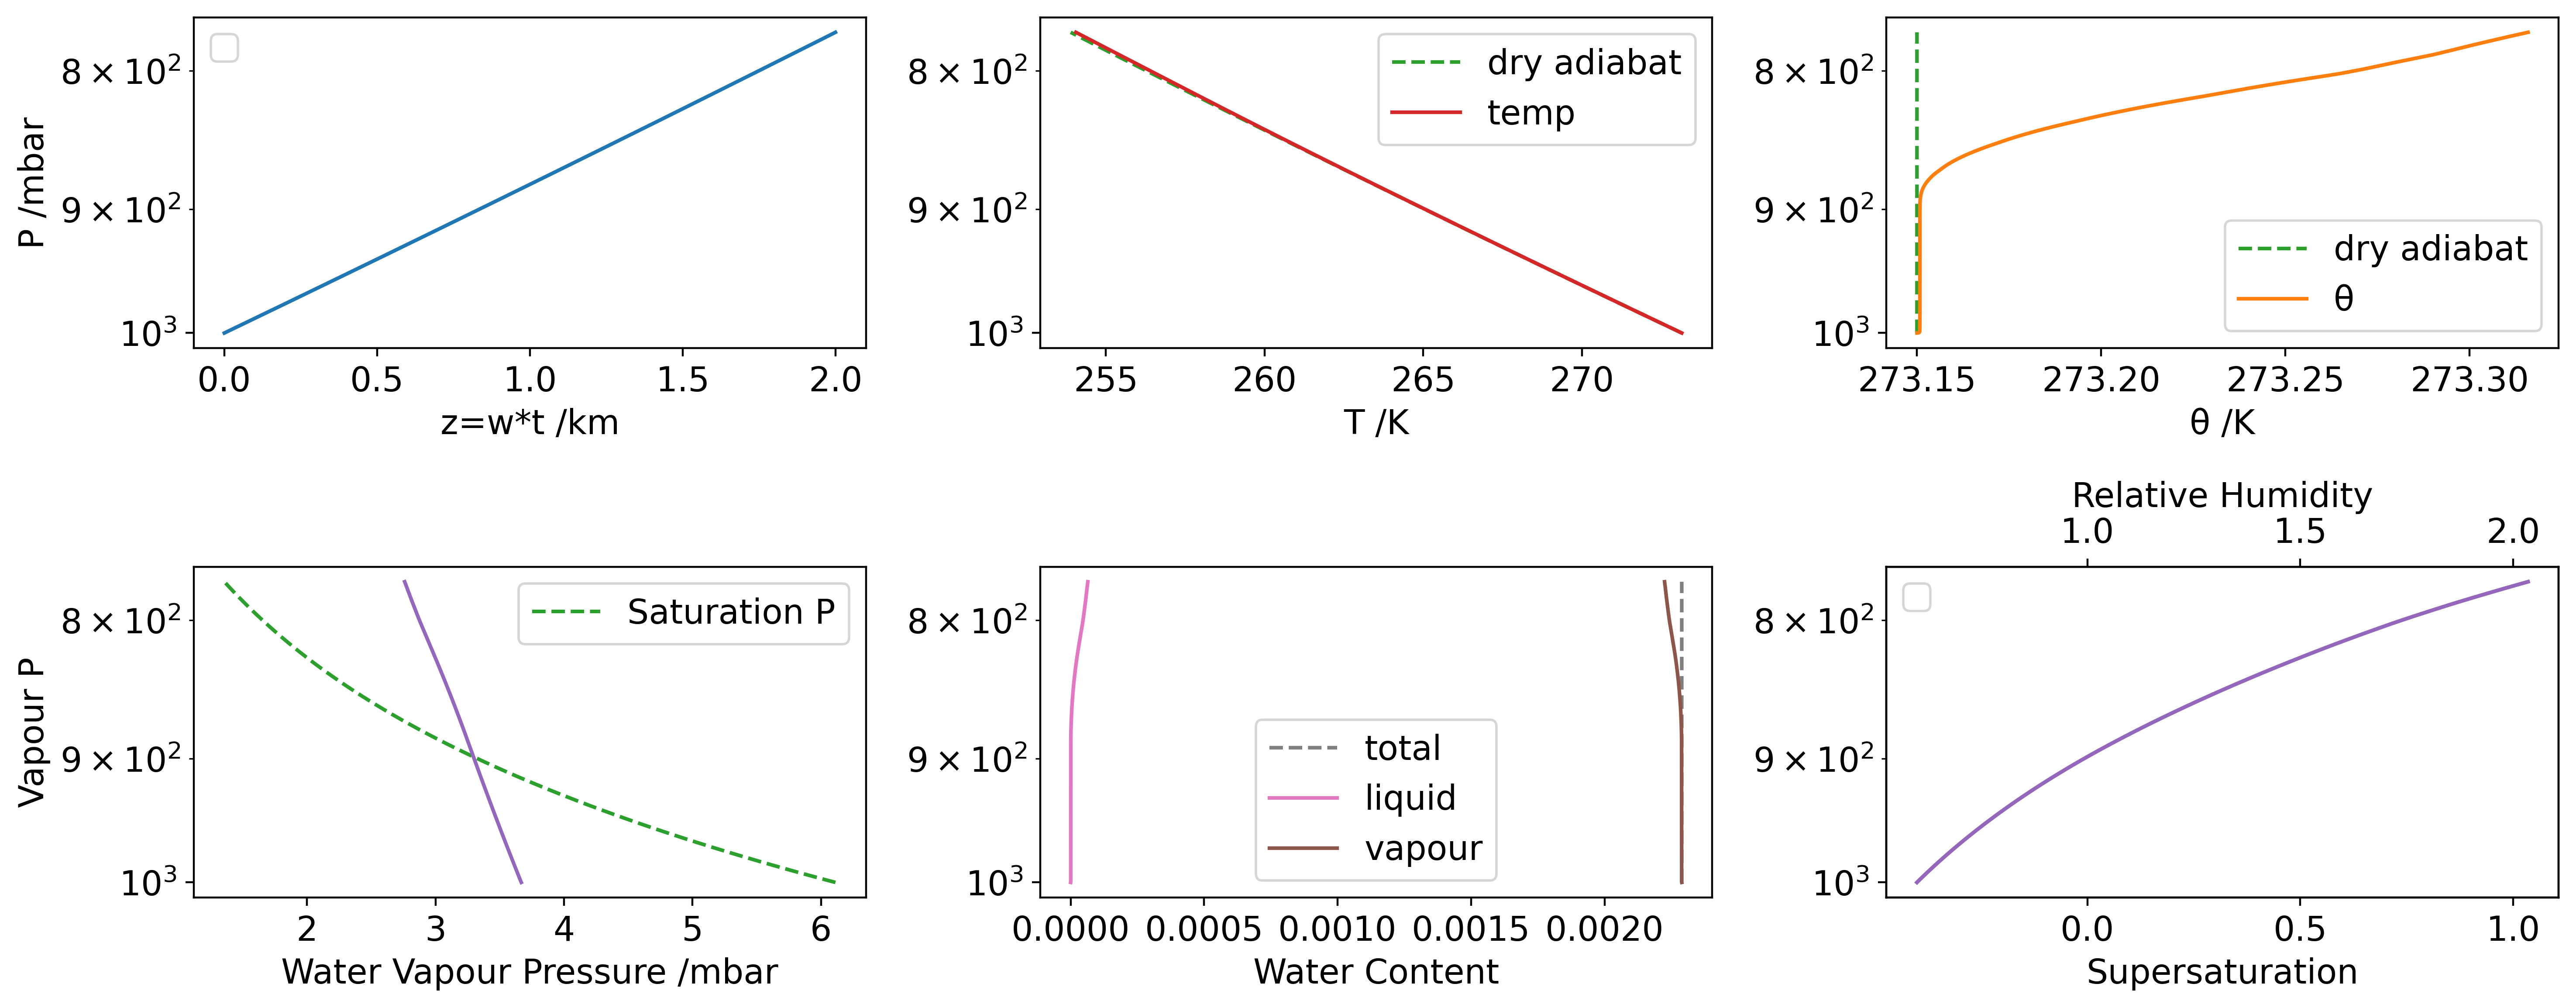 P /mbar
8 × 10²
9 × 10²
10³
0.0 0.5 1.0 1.5 2.0
z=w*t /km
8 × 10²
9 × 10²
10³
dry adiabat
temp
255 260 265 270
T /K
8 × 10²
9 × 10²
10³
dry adiabat
θ
273.15 273.20 273.25 273.30
θ /K
Vapour P
8 × 10²
9 × 10²
10³
Saturation P
2 3 4 5 6
Water Vapour Pressure /mbar
8 × 10²
9 × 10²
10³
total
liquid
vapour
0.0000 0.0005 0.0010 0.0015 0.0020
Water Content
Relative Humidity
1.0 1.5 2.0
8 × 10²
9 × 10²
10³
0.0 0.5 1.0
Supersaturation